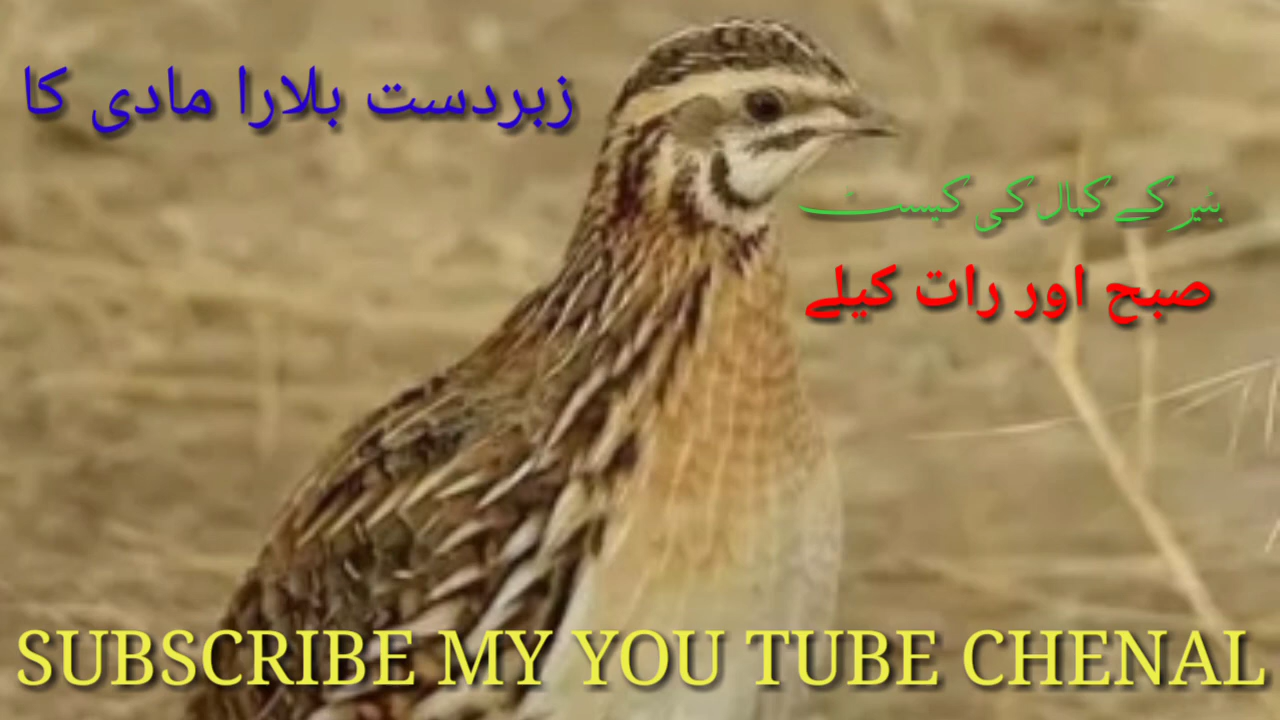 زبردست بلارا مادی کا
بٹیر کے کمال کی کیسٹ
صبح اور رات کیلے
SUBSCRIBE MY YOU TUBE CHENAL